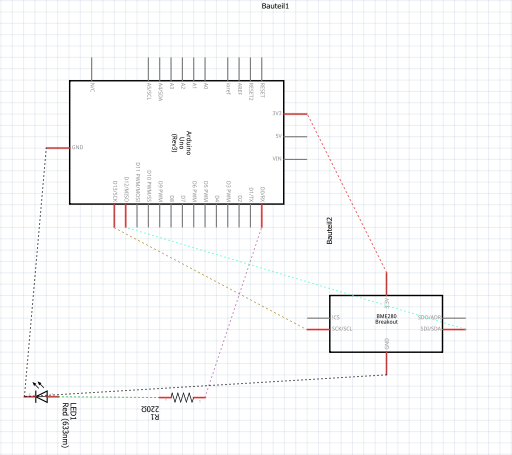 Bauteil1
N/C
A5/SCL
A4/SDA
A3
A2
A1
A0
IOREF
AREF
RESET2
RESET
3V3
5V
VIN
GND
Arduino
Uno
(Rev3)
D13/SCK
D12/MISO
D11 PWM/MOSI
D10 PWM/SS
D9 PWM
D8
D7
D6 PWM
D5 PWM
D4
D3 PWM
D2
D1/TX
D0/RX
Bauteil2
VCC
BME280
Breakout
!CS
SCK/SCL
SDO/ADR
SDI/SDA
GND
LED1
Red (633nm)
R1
220Ω